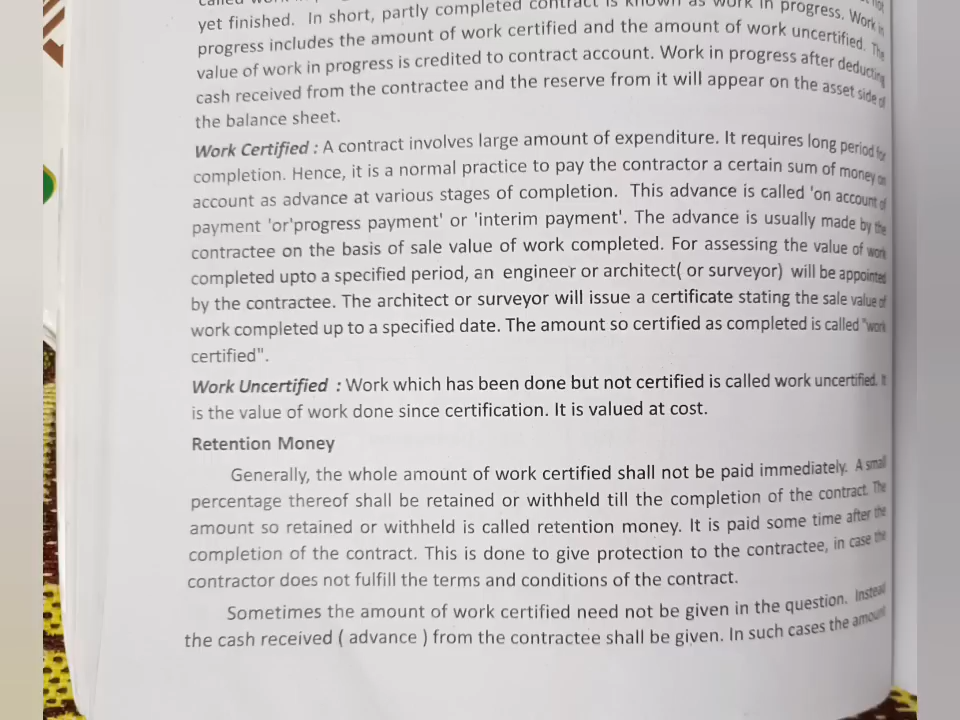 yet finished. In short, partly completed contract is known as work in progress. Work in
progress includes the amount of work certified and the amount of work uncertified. The
value of work in progress is credited to contract account. Work in progress after deducting
cash received from the contractee and the reserve from it will appear on the asset side of
the balance sheet.
Work Certified : A contract involves large amount of expenditure. It requires long period for
completion. Hence, it is a normal practice to pay the contractor a certain sum of money on
account as advance at various stages of completion. This advance is called 'on account of
payment 'or'progress payment' or 'interim payment'. The advance is usually made by the
contractee on the basis of sale value of work completed. For assessing the value of work
completed upto a specified period, an engineer or architect( or surveyor) will be appointed
by the contractee. The architect or surveyor will issue a certificate stating the sale value of
work completed up to a specified date. The amount so certified as completed is called "work
certified".
Work Uncertified : Work which has been done but not certified is called work uncertified. It
is the value of work done since certification. It is valued at cost.
Retention Money
Generally, the whole amount of work certified shall not be paid immediately. A small
percentage thereof shall be retained or withheld till the completion of the contract. The
amount so retained or withheld is called retention money. It is paid some time after the
completion of the contract. This is done to give protection to the contractee, in case the
contractor does not fulfill the terms and conditions of the contract.
Sometimes the amount of work certified need not be given in the question. Instead
the cash received ( advance ) from the contractee shall be given. In such cases the amount